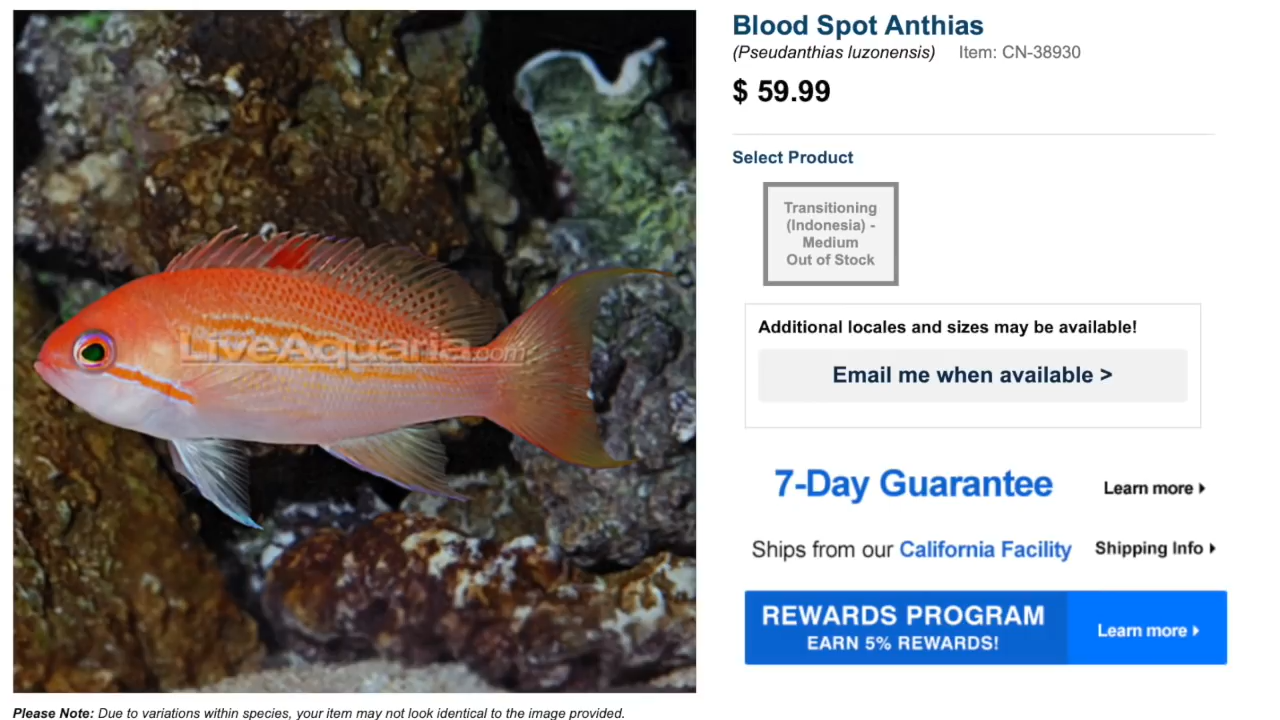 Blood Spot Anthias
(Pseudanthias luzonensis) Item: CN-38930
$ 59.99
Select Product
Transitioning
(Indonesia) -
Medium
Out of Stock
LiveAquaria.com
Additional locales and sizes may be available!
Email me when available >
7-Day Guarantee Learn more
Ships from our California Facility Shipping Info
REWARDS PROGRAM
EARN 5% REWARDS!
Learn more
Please Note: Due to variations within species, your item may not look identical to the image provided.